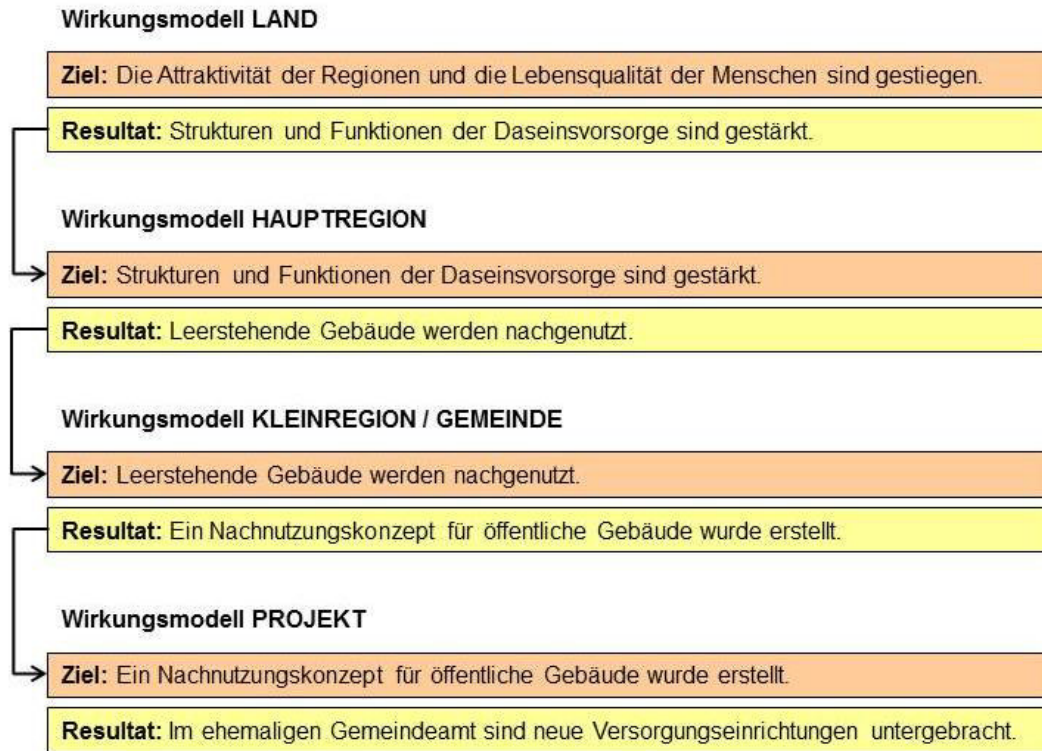 Wirkungsmodell LAND
Ziel: Die Attraktivität der Regionen und die Lebensqualität der Menschen sind gestiegen.
Resultat: Strukturen und Funktionen der Daseinsvorsorge sind gestärkt.
Wirkungsmodell HAUPTREGION
Ziel: Strukturen und Funktionen der Daseinsvorsorge sind gestärkt.
Resultat: Leerstehende Gebäude werden nachgenutzt.
Wirkungsmodell KLEINREGION / GEMEINDE
Ziel: Leerstehende Gebäude werden nachgenutzt.
Resultat: Ein Nachnutzungskonzept für öffentliche Gebäude wurde erstellt.
Wirkungsmodell PROJEKT
Ziel: Ein Nachnutzungskonzept für öffentliche Gebäude wurde erstellt.
Resultat: Im ehemaligen Gemeindeamt sind neue Versorgungseinrichtungen untergebracht.